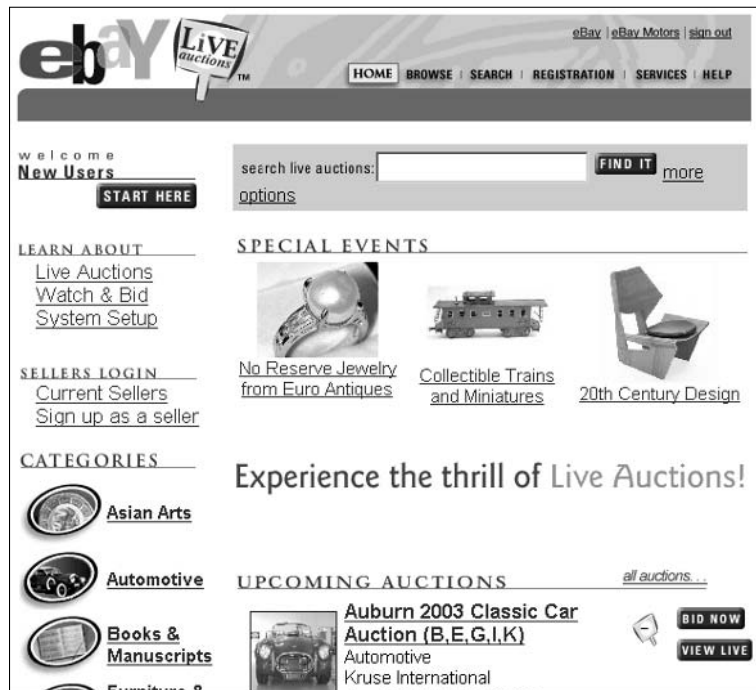 ebaY LiVE auctions ™
eBay | eBay Motors | sign out
HOME BROWSE | SEARCH | REGISTRATION | SERVICES | HELP
welcome
New Users
START HERE
search live auctions: FIND IT more
options
LEARN ABOUT
Live Auctions
Watch & Bid
System Setup
SELLERS LOGIN
Current Sellers
Sign up as a seller
CATEGORIES
Asian Arts
Automotive
Books &
Manuscripts
Furniture &
SPECIAL EVENTS
No Reserve Jewelry
from Euro Antiques
Collectible Trains
and Miniatures
20th Century Design
Experience the thrill of Live Auctions!
UPCOMING AUCTIONS
all auctions...
Auburn 2003 Classic Car
Auction (B,E,G,I,K)
Automotive
Kruse International
BID NOW
VIEW LIVE